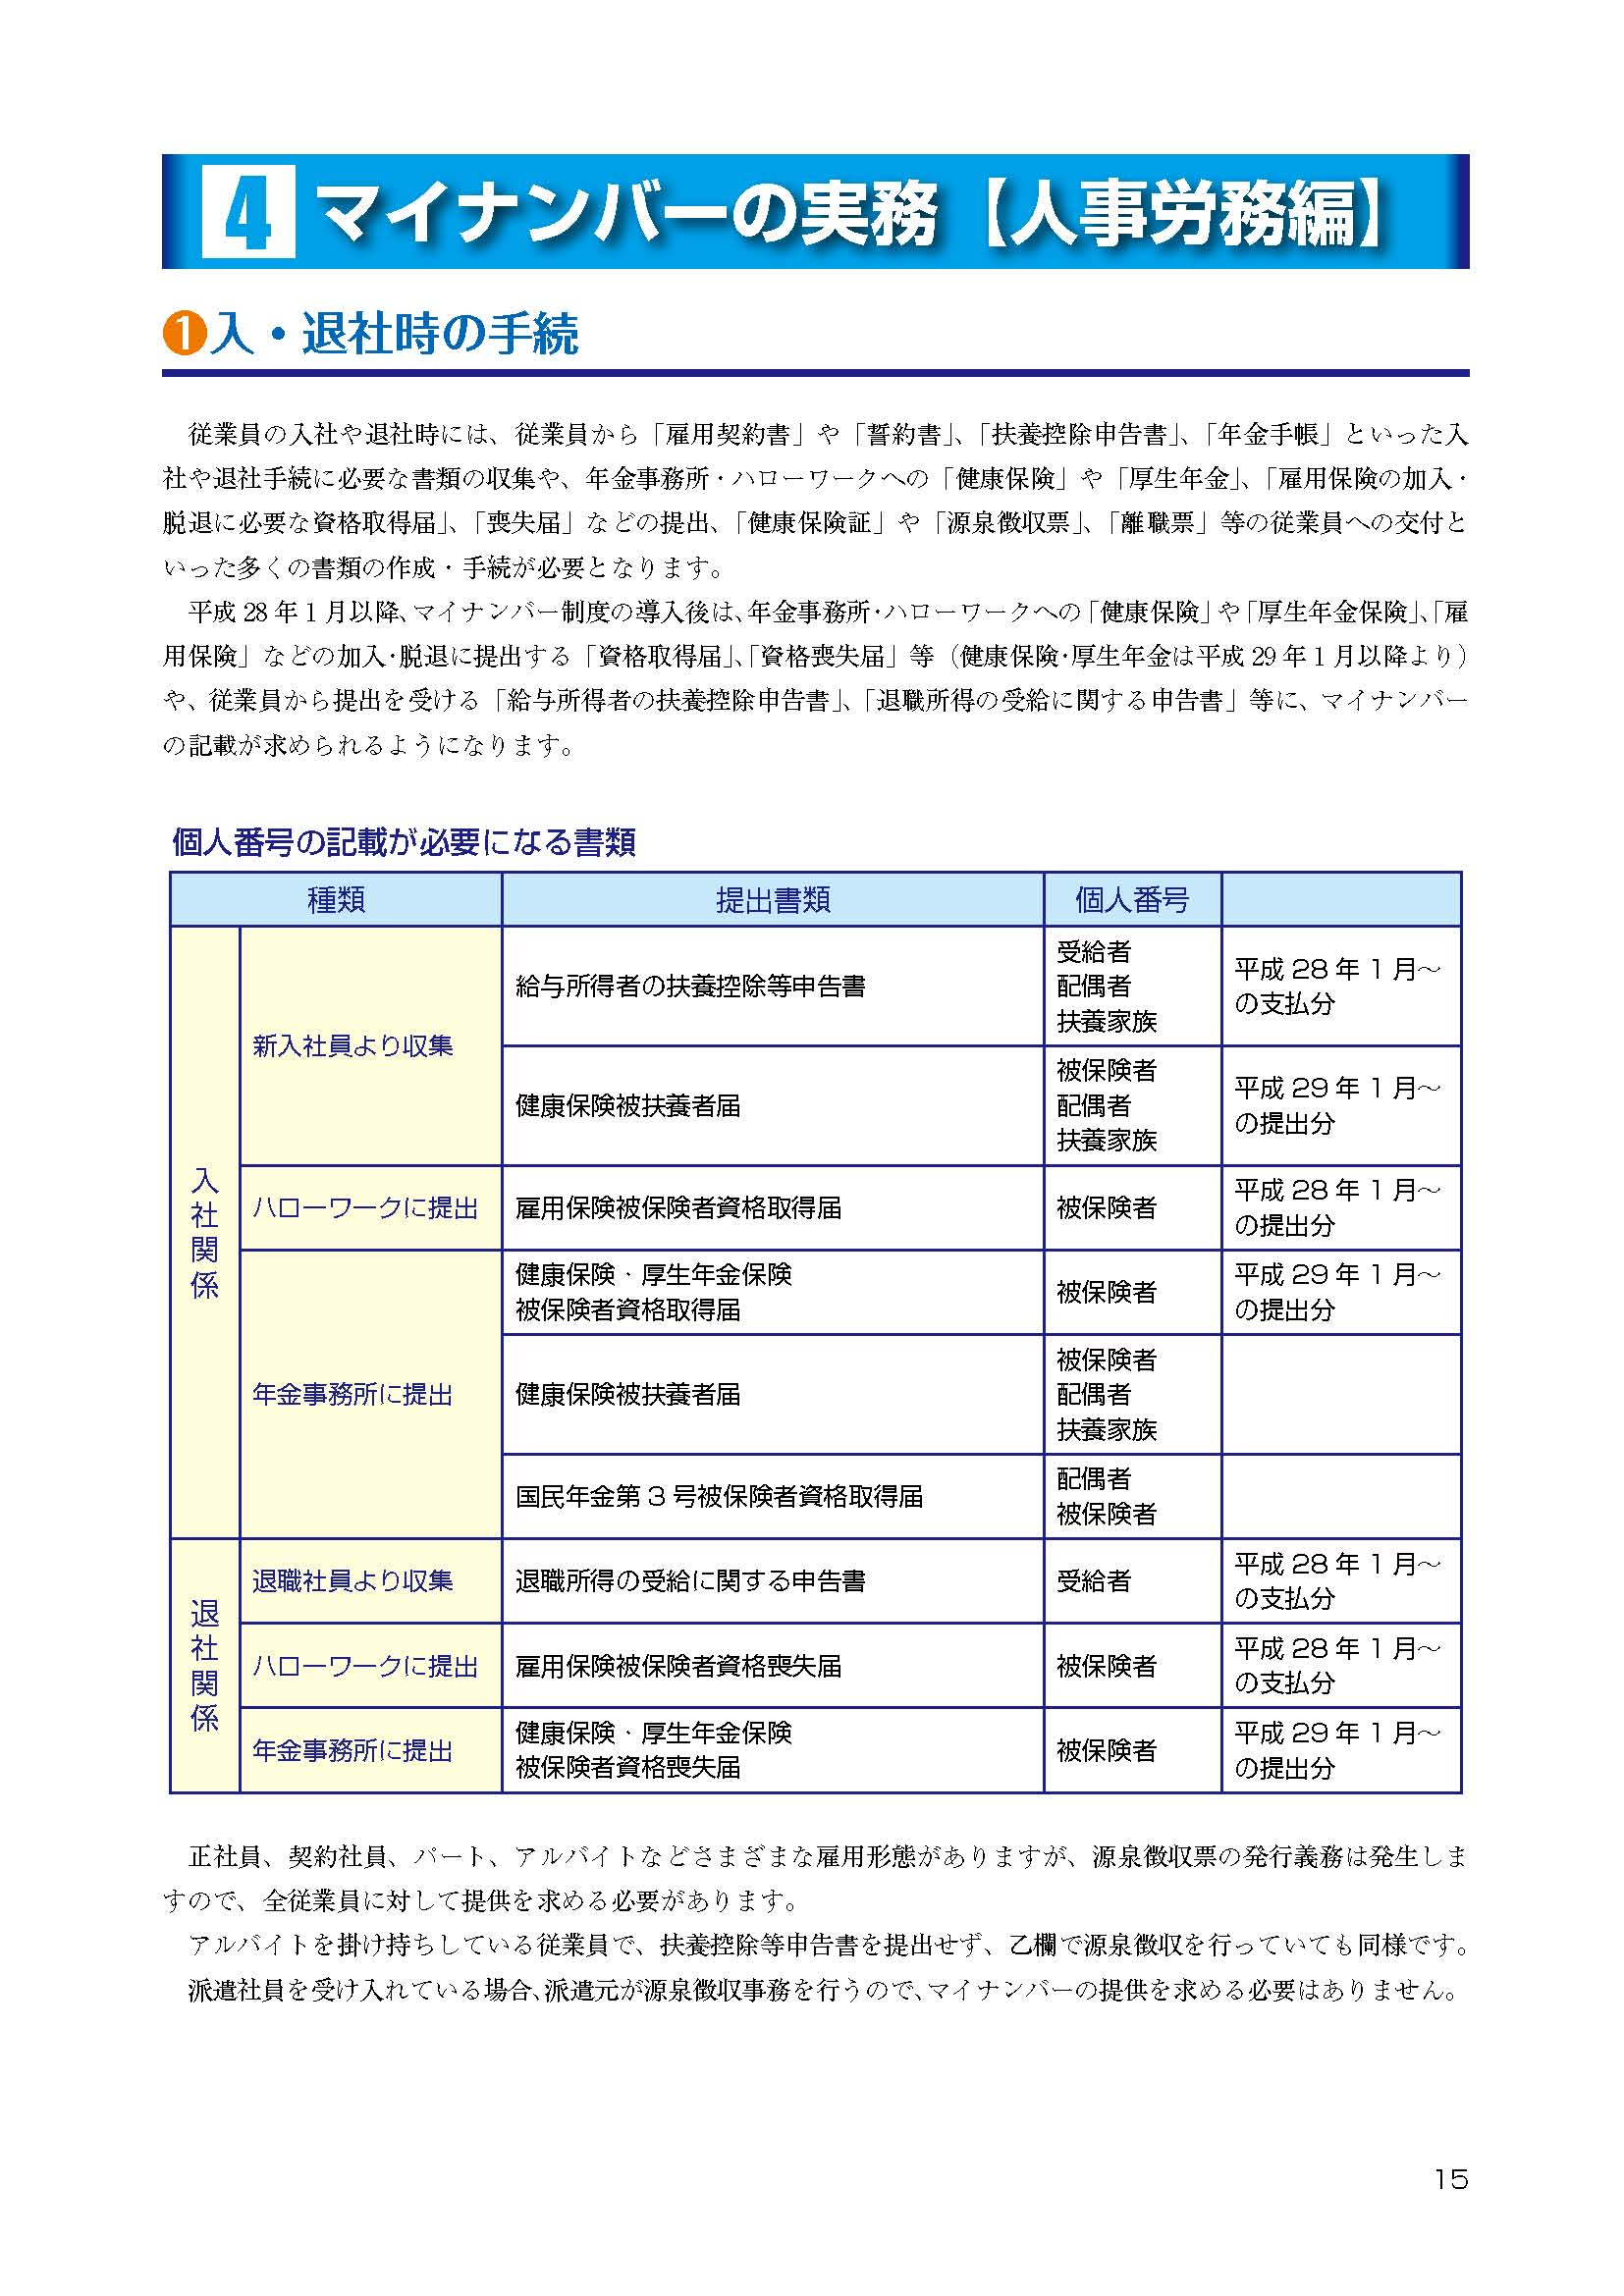 4 マイナンバーの実務【人事労務編】
❶入・退社時の手続
従業員の入社や退社時には、従業員から「雇用契約書」や「誓約書」、「扶養控除申告書」、「年金手帳」といった入
社や退社手続に必要な書類の収集や、年金事務所・ハローワークへの「健康保険」や「厚生年金」、「雇用保険の加入・
脱退に必要な資格取得届」、「喪失届」などの提出、「健康保険証」や「源泉徴収票」、「離職票」等の従業員への交付と
いった多くの書類の作成・手続が必要となります。
平成 28 年 1 月以降、マイナンバー制度の導入後は、年金事務所・ハローワークへの「健康保険」や「厚生年金保険」、「雇
用保険」などの加入・脱退に提出する「資格取得届」、「資格喪失届」等（健康保険・厚生年金は平成 29 年 1 月以降より）
や、従業員から提出を受ける「給与所得者の扶養控除申告書」、「退職所得の受給に関する申告書」等に、マイナンバー
の記載が求められるようになります。
個人番号の記載が必要になる書類
種類 提出書類 個人番号
入社関係
新入社員より収集
給与所得者の扶養控除等申告書
受給者
配偶者
扶養家族
平成 28 年 1 月～
の支払分
健康保険被扶養者届
被保険者
配偶者
扶養家族
平成 29 年 1 月～
の提出分
ハローワークに提出
雇用保険被保険者資格取得届
被保険者
平成 28 年 1 月～
の提出分
年金事務所に提出
健康保険・厚生年金保険
被保険者資格取得届
被保険者
平成 29 年 1 月～
の提出分
健康保険被扶養者届
被保険者
配偶者
扶養家族
国民年金第 3 号被保険者資格取得届
配偶者
被保険者
退社関係
退職社員より収集
退職所得の受給に関する申告書
受給者
平成 28 年 1 月～
の支払分
ハローワークに提出
雇用保険被保険者資格喪失届
被保険者
平成 28 年 1 月～
の支払分
年金事務所に提出
健康保険・厚生年金保険
被保険者資格喪失届
被保険者
平成 29 年 1 月～
の提出分
正社員、契約社員、パート、アルバイトなどさまざまな雇用形態がありますが、源泉徴収票の発行義務は発生しま
すので、全従業員に対して提供を求める必要があります。
アルバイトを掛け持ちしている従業員で、扶養控除等申告書を提出せず、乙欄で源泉徴収を行っていても同様です。
派遣社員を受け入れている場合、派遣元が源泉徴収事務を行うので、マイナンバーの提供を求める必要はありません。
15